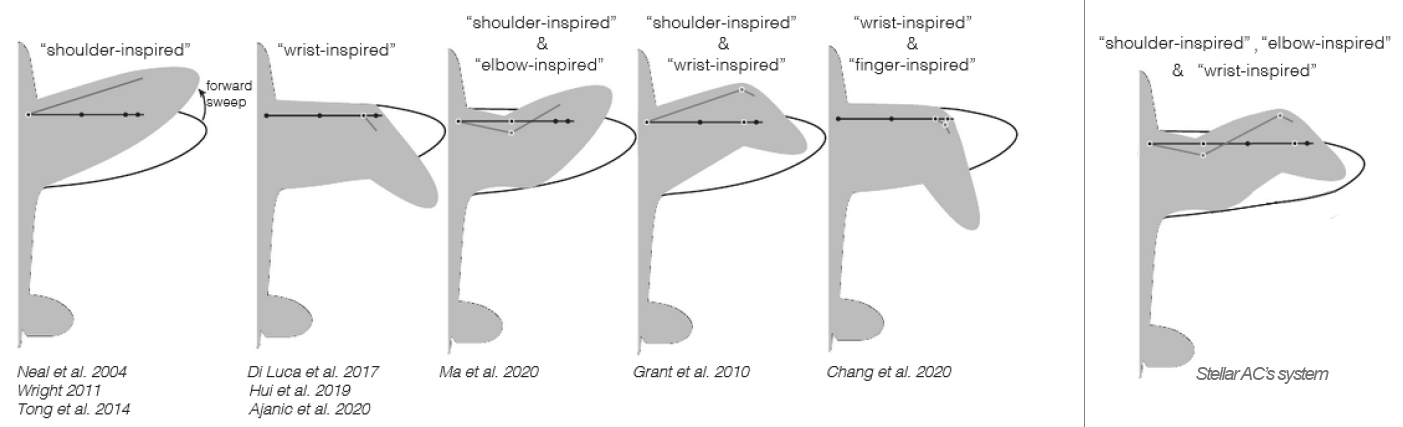 “shoulder-inspired”
forward
sweep
Neal et al. 2004
Wright 2011
Tong et al. 2014
“wrist-inspired”
Di Luca et al. 2017
Hui et al. 2019
Ajanic et al. 2020
“shoulder-inspired”
&
“elbow-inspired”
Ma et al. 2020
“shoulder-inspired”
&
“wrist-inspired”
Grant et al. 2010
“wrist-inspired”
&
“finger-inspired”
Chang et al. 2020
“shoulder-inspired” , “elbow-inspired”
& “wrist-inspired”
Stellar AC’s system